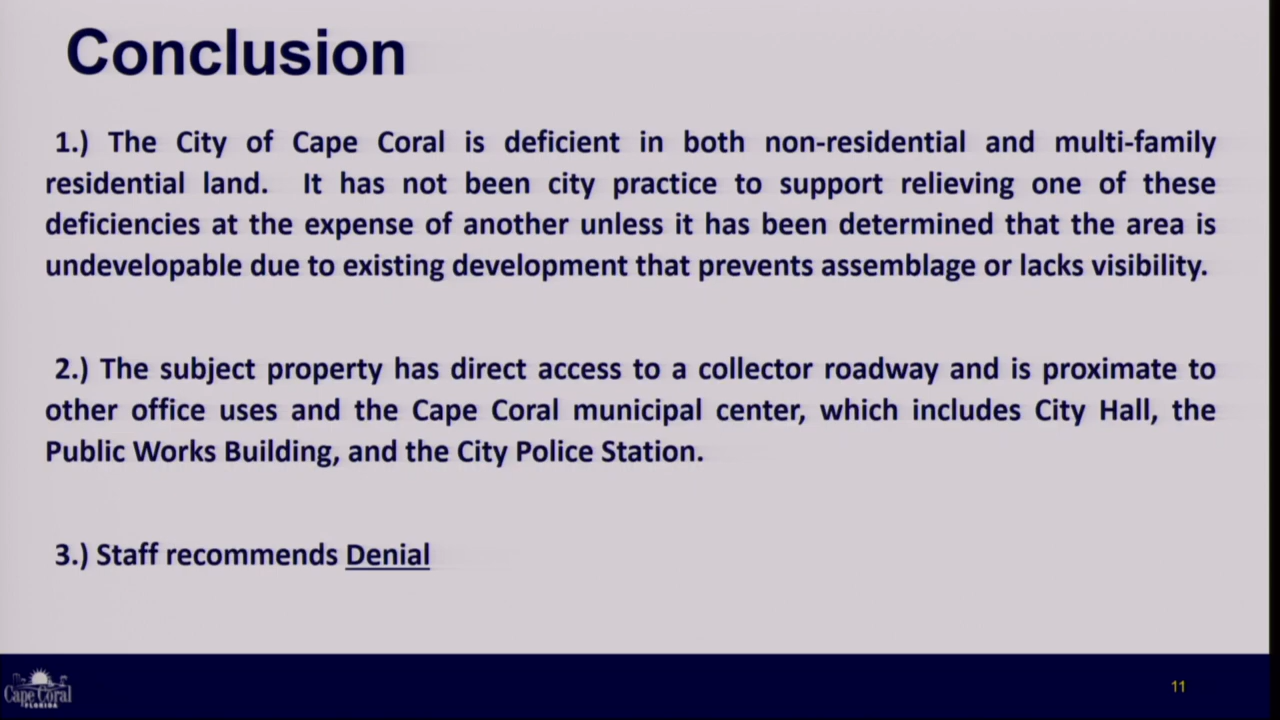 Conclusion
1.) The City of Cape Coral is deficient in both non-residential and multi-family
residential land. It has not been city practice to support relieving one of these
deficiencies at the expense of another unless it has been determined that the area is
undevelopable due to existing development that prevents assemblage or lacks visibility.
2.) The subject property has direct access to a collector roadway and is proximate to
other office uses and the Cape Coral municipal center, which includes City Hall, the
Public Works Building, and the City Police Station.
3.) Staff recommends Denial
Cape Coral
FLORIDA
11